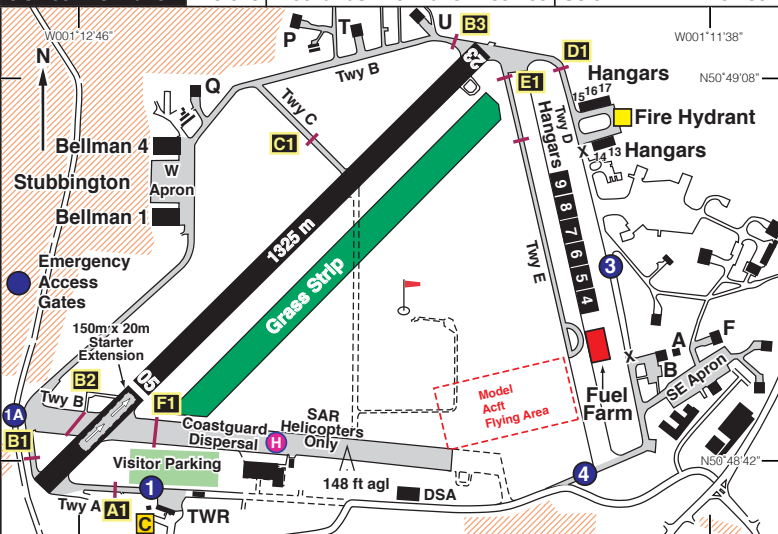 W001°12'46"
P
T
U
B3
W001°11'38"
N
Twy B
23
D1
E1
Hangars
N50°49'08"
Q
Twy C
15 16 17
Fire Hydrant
C1
Twy D
Hangars
Bellman 4
X
14 13 Hangars
W
Apron
Stubbington
Bellman 1
9
8
7
6
5
4
1325 m
Grass Strip
Twy E
3
Emergency
Access
Gates
150m x 20m
Starter
Extension
A
F
X
B
SE Apron
05
B2
Twy B
F1
Model
Acft
Flying Area
Fuel
Farm
1A
B1
Coastguard
Dispersal
H
SAR
Helicopters
Only
Visitor Parking
148 ft agl
N50°48'42"
4
1
DSA
Twy A
A1
C
TWR